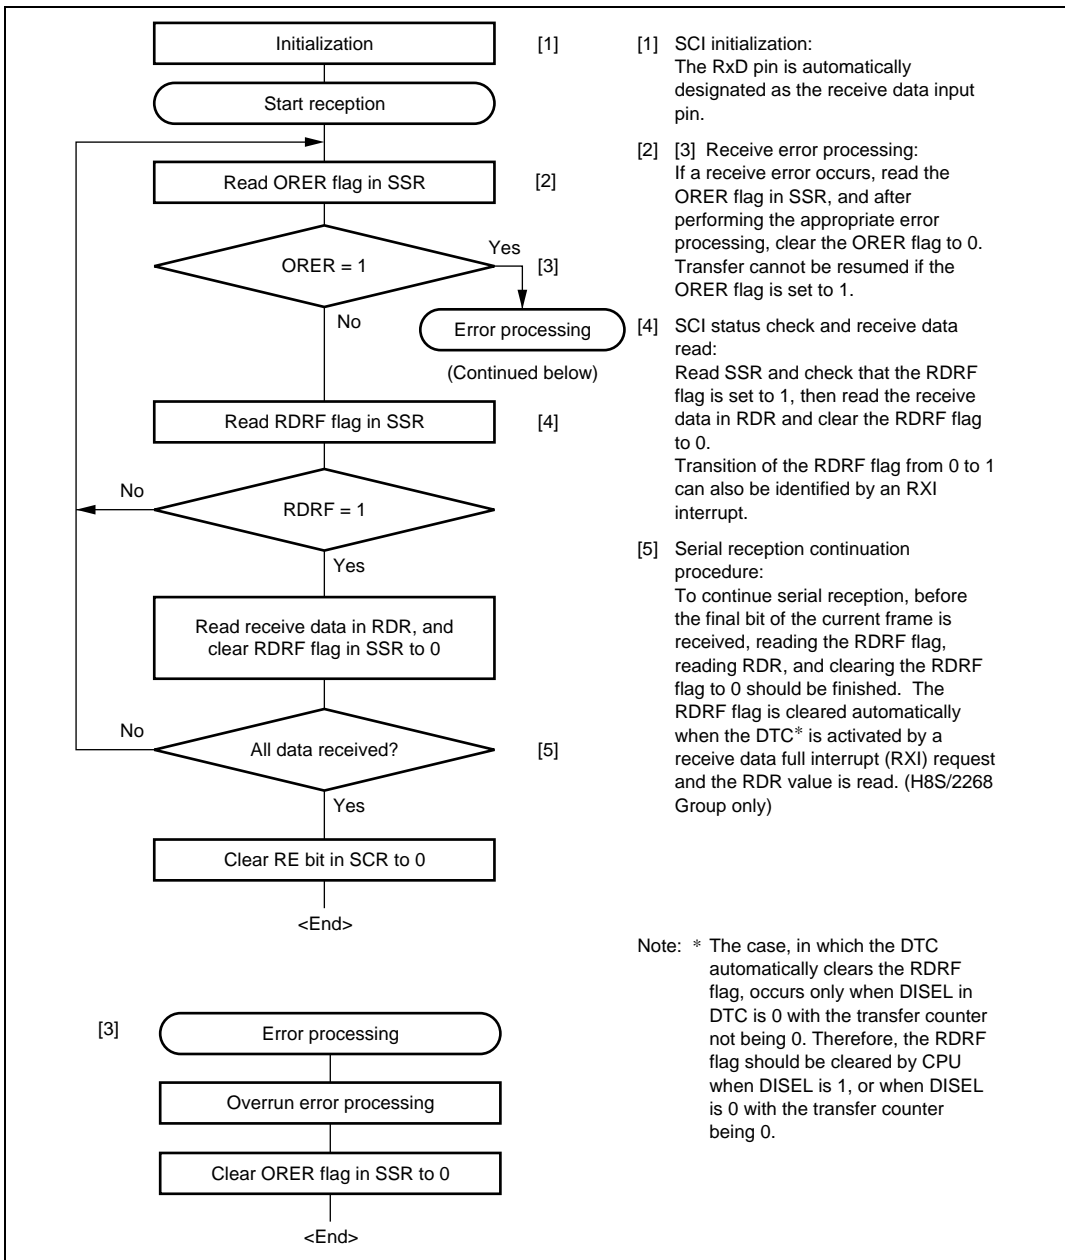 Initialization
[1]
Start reception
Read ORER flag in SSR
[2]
Yes
ORER = 1
[3]
No
Error processing
(Continued below)
Read RDRF flag in SSR
[4]
No
RDRF = 1
Yes
Read receive data in RDR, and
clear RDRF flag in SSR to 0
No
All data received?
[5]
Yes
Clear RE bit in SCR to 0
<End>
[3]
Error processing
Overrun error processing
Clear ORER flag in SSR to 0
<End>
[1] SCI initialization:
The RxD pin is automatically
designated as the receive data input
pin.
[2] [3] Receive error processing:
If a receive error occurs, read the
ORER flag in SSR, and after
performing the appropriate error
processing, clear the ORER flag to 0.
Transfer cannot be resumed if the
ORER flag is set to 1.
[4] SCI status check and receive data
read:
Read SSR and check that the RDRF
flag is set to 1, then read the receive
data in RDR and clear the RDRF flag
to 0.
Transition of the RDRF flag from 0 to 1
can also be identified by an RXI
interrupt.
[5] Serial reception continuation
procedure:
To continue serial reception, before
the final bit of the current frame is
received, reading the RDRF flag,
reading RDR, and clearing the RDRF
flag to 0 should be finished. The
RDRF flag is cleared automatically
when the DTC* is activated by a
receive data full interrupt (RXI) request
and the RDR value is read. (H8S/2268
Group only)
Note: * The case, in which the DTC
automatically clears the RDRF
flag, occurs only when DISEL in
DTC is 0 with the transfer counter
not being 0. Therefore, the RDRF
flag should be cleared by CPU
when DISEL is 1, or when DISEL
is 0 with the transfer counter
being 0.